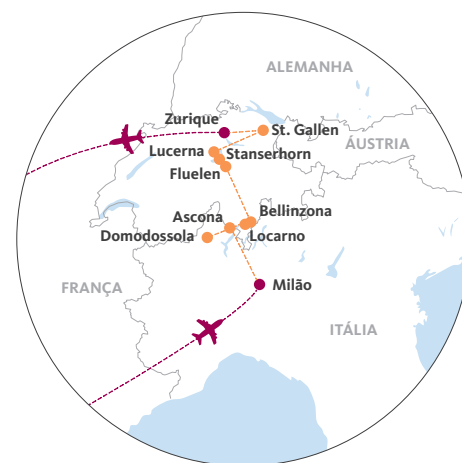 ALEMANHA
Zurique
St. Gallen
ÁUSTRIA
Lucerna
Stanserhorn
Fluelen
Ascona
Bellinzona
Domodossola
Locarno
FRANÇA
Milão
ITÁLIA